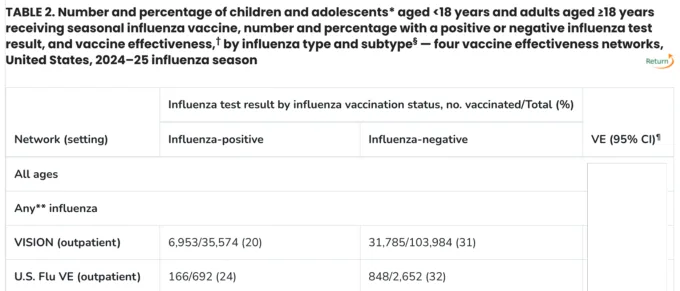 TABLE 2. Number and percentage of children and adolescents* aged <18 years and adults aged ≥18 years
receiving seasonal influenza vaccine, number and percentage with a positive or negative influenza test
result, and vaccine effectiveness,† by influenza type and subtype§ — four vaccine effectiveness networks,
United States, 2024–25 influenza season
Return
Influenza test result by influenza vaccination status, no. vaccinated/Total (%)
Network (setting) Influenza-positive Influenza-negative VE (95% CI)¶
All ages
Any** influenza
VISION (outpatient) 6,953/35,574 (20) 31,785/103,984 (31)
U.S. Flu VE (outpatient) 166/692 (24) 848/2,652 (32)